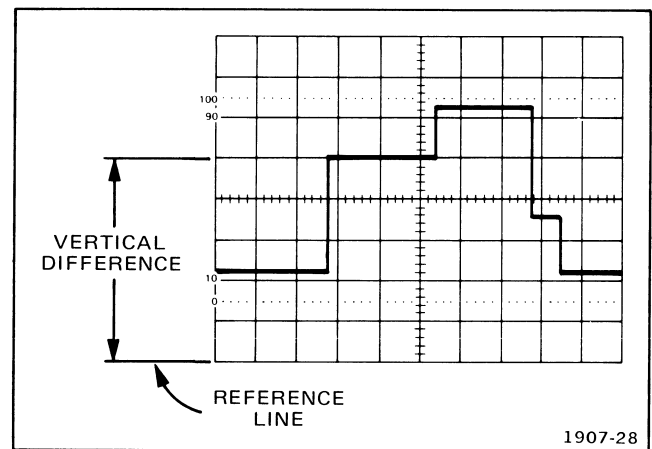 100
90
VERTICAL
DIFFERENCE
10
0
REFERENCE
LINE
1907-28